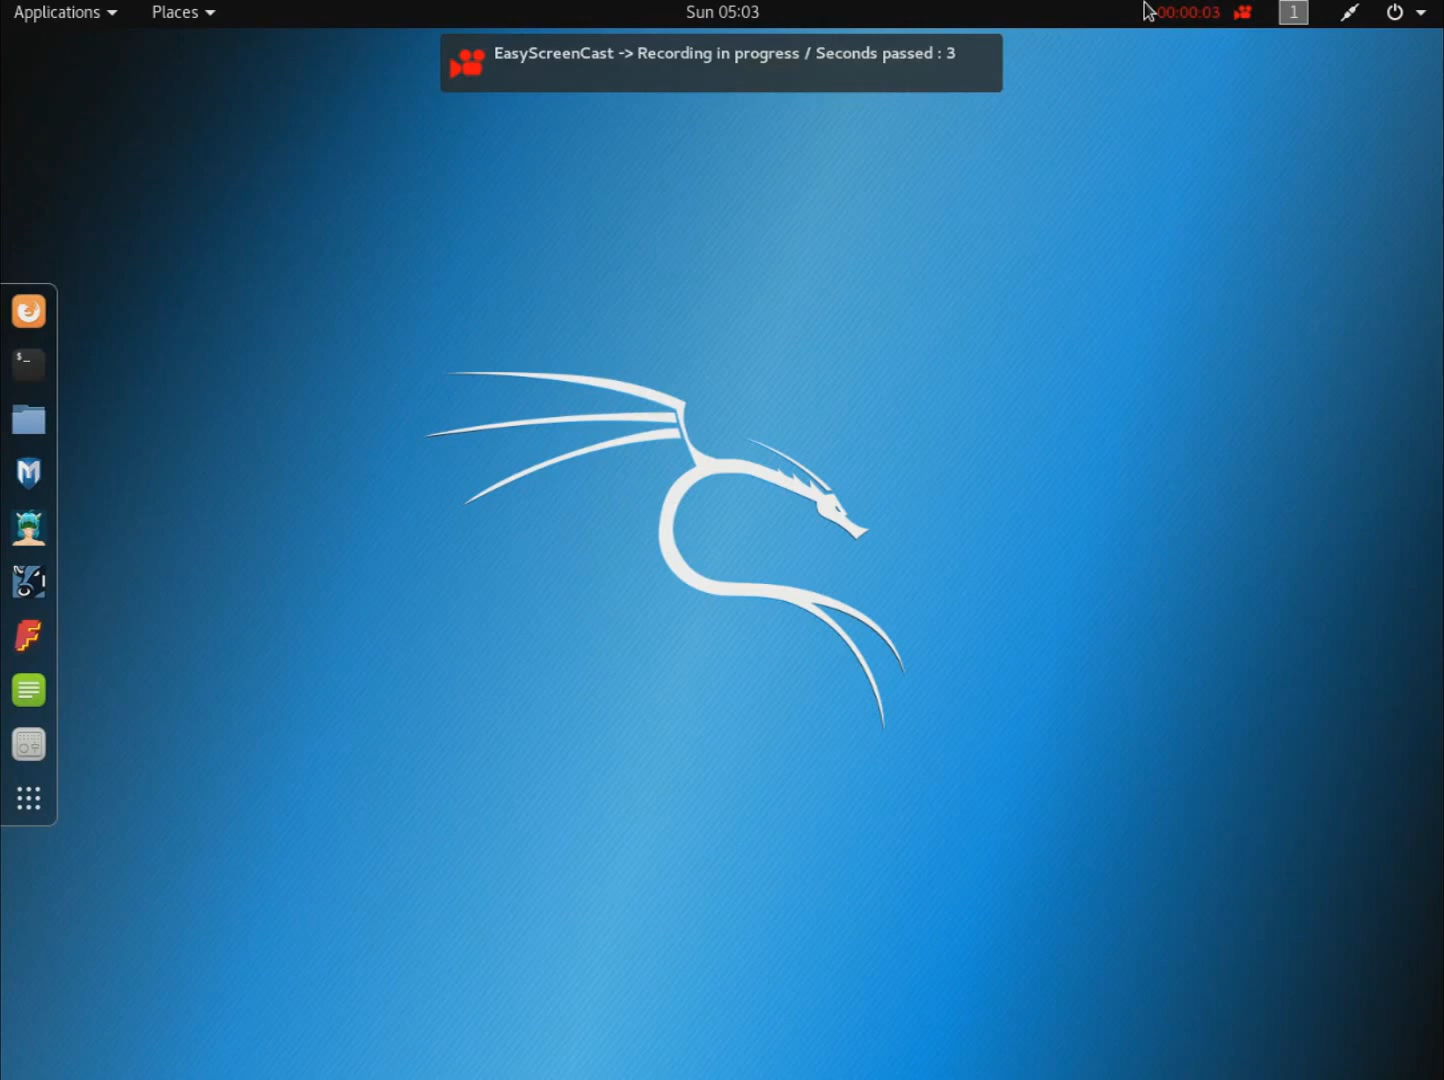 Applications Places Sun 05:03 00:00:03 1
EasyScreenCast -> Recording in progress / Seconds passed : 3
$_